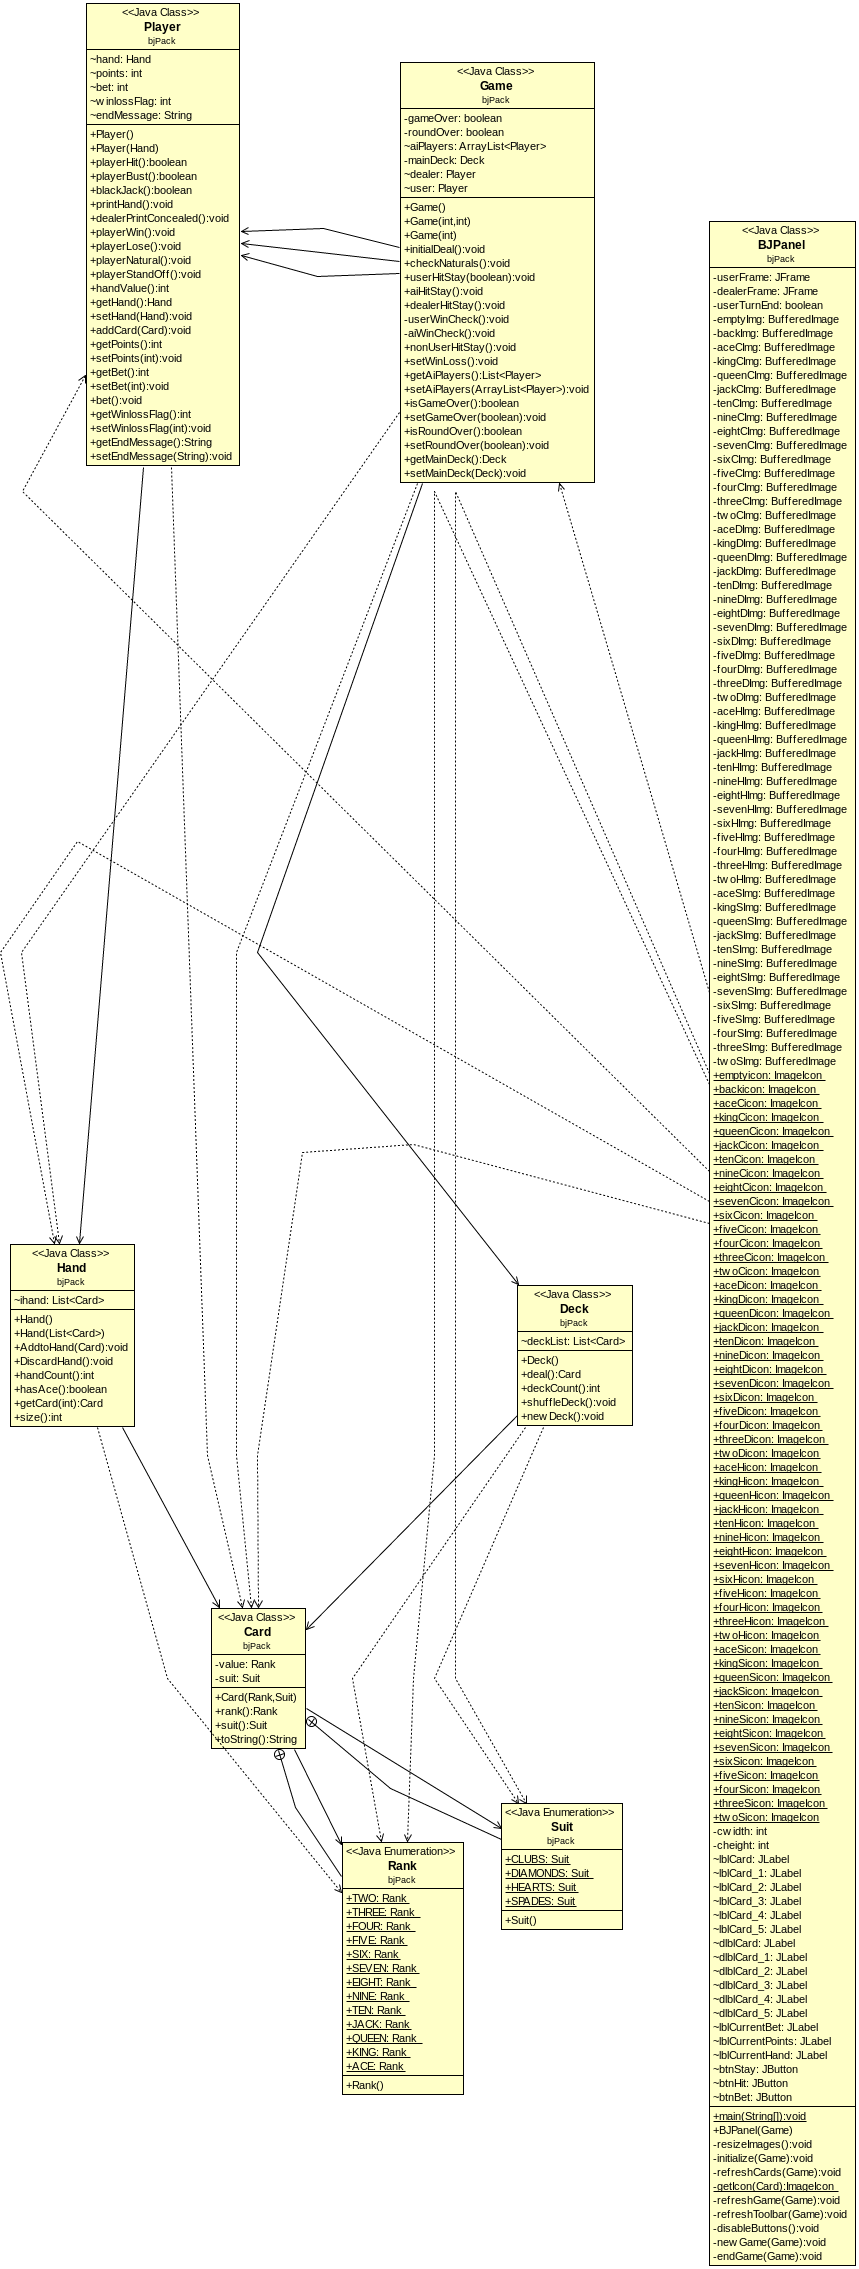 <<Java Class>>
Player
bjPack
~hand: Hand
~points: int
~bet: int
~winlossFlag: int
~endMessage: String
+Player()
+Player(Hand)
+playerHit():boolean
+playerBust():boolean
+blackJack():boolean
+printHand():void
+dealerPrintConcealed():void
+playerWin():void
+playerLose():void
+playerNatural():void
+playerStandOff():void
+handValue():int
+getHand():Hand
+setHand(Hand):void
+addCard(Card):void
+getPoints():int
+setPoints(int):void
+getBet():int
+setBet(int):void
+bet():void
+getWinlossFlag():int
+setWinlossFlag(int):void
+getEndMessage():String
+setEndMessage(String):void
<<Java Class>>
Game
bjPack
-gameOver: boolean
-roundOver: boolean
~aiPlayers: ArrayList<Player>
-mainDeck: Deck
~dealer: Player
~user: Player
+Game()
+Game(int,int)
+Game(int)
+initialDeal():void
+checkNaturals():void
+userHitStay(boolean):void
+aiHitStay():void
+dealerHitStay():void
-userWinCheck():void
-aiWinCheck():void
+nonUserHitStay():void
+setWinLoss():void
+getAiPlayers():List<Player>
+setAiPlayers(ArrayList<Player>):void
+isGameOver():boolean
+setGameOver(boolean):void
+isRoundOver():boolean
+setRoundOver(boolean):void
+getMainDeck():Deck
+setMainDeck(Deck):void
<<Java Class>>
BJPanel
bjPack
-userFrame: JFrame
-dealerFrame: JFrame
-userTurnEnd: boolean
-emptyImg: BufferedImage
-backImg: BufferedImage
-aceCImg: BufferedImage
-kingCImg: BufferedImage
-queenCImg: BufferedImage
-jackCImg: BufferedImage
-tenCImg: BufferedImage
-nineCImg: BufferedImage
-eightCImg: BufferedImage
-sevenCImg: BufferedImage
-sixCImg: BufferedImage
-fiveCImg: BufferedImage
-fourCImg: BufferedImage
-threeCImg: BufferedImage
-twoCImg: BufferedImage
-aceDImg: BufferedImage
-kingDImg: BufferedImage
-queenDImg: BufferedImage
-jackDImg: BufferedImage
-tenDImg: BufferedImage
-nineDImg: BufferedImage
-eightDImg: BufferedImage
-sevenDImg: BufferedImage
-sixDImg: BufferedImage
-fiveDImg: BufferedImage
-fourDImg: BufferedImage
-threeDImg: BufferedImage
-twoDImg: BufferedImage
-aceHImg: BufferedImage
-kingHImg: BufferedImage
-queenHImg: BufferedImage
-jackHImg: BufferedImage
-tenHImg: BufferedImage
-nineHImg: BufferedImage
-eightHImg: BufferedImage
-sevenHImg: BufferedImage
-sixHImg: BufferedImage
-fiveHImg: BufferedImage
-fourHImg: BufferedImage
-threeHImg: BufferedImage
-twoHImg: BufferedImage
-aceSImg: BufferedImage
-kingSImg: BufferedImage
-queenSImg: BufferedImage
-jackSImg: BufferedImage
-tenSImg: BufferedImage
-nineSImg: BufferedImage
-eightSImg: BufferedImage
-sevenSImg: BufferedImage
-sixSImg: BufferedImage
-fiveSImg: BufferedImage
-fourSImg: BufferedImage
-threeSImg: BufferedImage
-twoSImg: BufferedImage
+emptyicon: ImageIcon
+backicon: ImageIcon
+aceCicon: ImageIcon
+kingCicon: ImageIcon
+queenCicon: ImageIcon
+jackCicon: ImageIcon
+tenCicon: ImageIcon
+nineCicon: ImageIcon
+eightCicon: ImageIcon
+sevenCicon: ImageIcon
+sixCicon: ImageIcon
+fiveCicon: ImageIcon
+fourCicon: ImageIcon
+threeCicon: ImageIcon
+twoCicon: ImageIcon
+aceDicon: ImageIcon
+kingDicon: ImageIcon
+queenDicon: ImageIcon
+jackDicon: ImageIcon
+tenDicon: ImageIcon
+nineDicon: ImageIcon
+eightDicon: ImageIcon
+sevenDicon: ImageIcon
+sixDicon: ImageIcon
+fiveDicon: ImageIcon
+fourDicon: ImageIcon
+threeDicon: ImageIcon
+twoDicon: ImageIcon
+aceHicon: ImageIcon
+kingHicon: ImageIcon
+queenHicon: ImageIcon
+jackHicon: ImageIcon
+tenHicon: ImageIcon
+nineHicon: ImageIcon
+eightHicon: ImageIcon
+sevenHicon: ImageIcon
+sixHicon: ImageIcon
+fiveHicon: ImageIcon
+fourHicon: ImageIcon
+threeHicon: ImageIcon
+twoHicon: ImageIcon
+aceSicon: ImageIcon
+kingSicon: ImageIcon
+queenSicon: ImageIcon
+jackSicon: ImageIcon
+tenSicon: ImageIcon
+nineSicon: ImageIcon
+eightSicon: ImageIcon
+sevenSicon: ImageIcon
+sixSicon: ImageIcon
+fiveSicon: ImageIcon
+fourSicon: ImageIcon
+threeSicon: ImageIcon
+twoSicon: ImageIcon
-cwidth: int
-cheight: int
~lblCard: JLabel
~lblCard_1: JLabel
~lblCard_2: JLabel
~lblCard_3: JLabel
~lblCard_4: JLabel
~lblCard_5: JLabel
~dlblCard: JLabel
~dlblCard_1: JLabel
~dlblCard_2: JLabel
~dlblCard_3: JLabel
~dlblCard_4: JLabel
~dlblCard_5: JLabel
~lblCurrentBet: JLabel
~lblCurrentPoints: JLabel
~lblCurrentHand: JLabel
~btnStay: JButton
~btnHit: JButton
~btnBet: JButton
+main(String[]):void
+BJPanel(Game)
-resizeImages():void
-initialize(Game):void
-refreshCards(Game):void
-getIcon(Card):ImageIcon
-refreshGame(Game):void
-refreshToolbar(Game):void
-disableButtons():void
-newGame(Game):void
-endGame(Game):void
<<Java Class>>
Hand
bjPack
~ihand: List<Card>
+Hand()
+Hand(List<Card>)
+AddtoHand(Card):void
+DiscardHand():void
+handCount():int
+hasAce():boolean
+getCard(int):Card
+size():int
<<Java Class>>
Deck
bjPack
~deckList: List<Card>
+Deck()
+deal():Card
+deckCount():int
+shuffleDeck():void
+newDeck():void
<<Java Class>>
Card
bjPack
-value: Rank
-suit: Suit
+Card(Rank,Suit)
+rank():Rank
+suit():Suit
+toString():String
<<Java Enumeration>>
Suit
bjPack
+CLUBS: Suit
+DIAMONDS: Suit
+HEARTS: Suit
+SPADES: Suit
+Suit()
<<Java Enumeration>>
Rank
bjPack
+TWO: Rank
+THREE: Rank
+FOUR: Rank
+FIVE: Rank
+SIX: Rank
+SEVEN: Rank
+EIGHT: Rank
+NINE: Rank
+TEN: Rank
+JACK: Rank
+QUEEN: Rank
+KING: Rank
+ACE: Rank
+Rank()